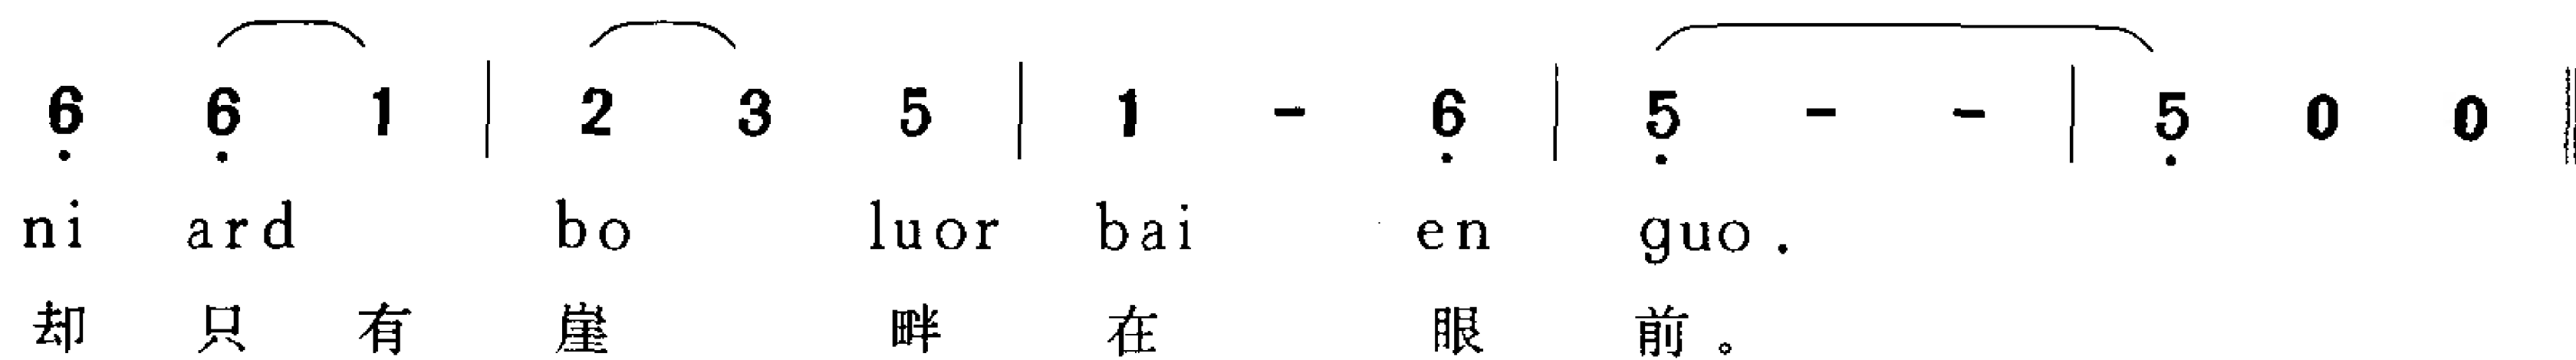 6̣ 6̣ 1 | 2 3 5 | 1 - 6̣ | 5̣ - - | 5̣ 0 0 ‖
ni ard bo luor bai en guo.
却 只 有 崖 畔 在 眼 前。